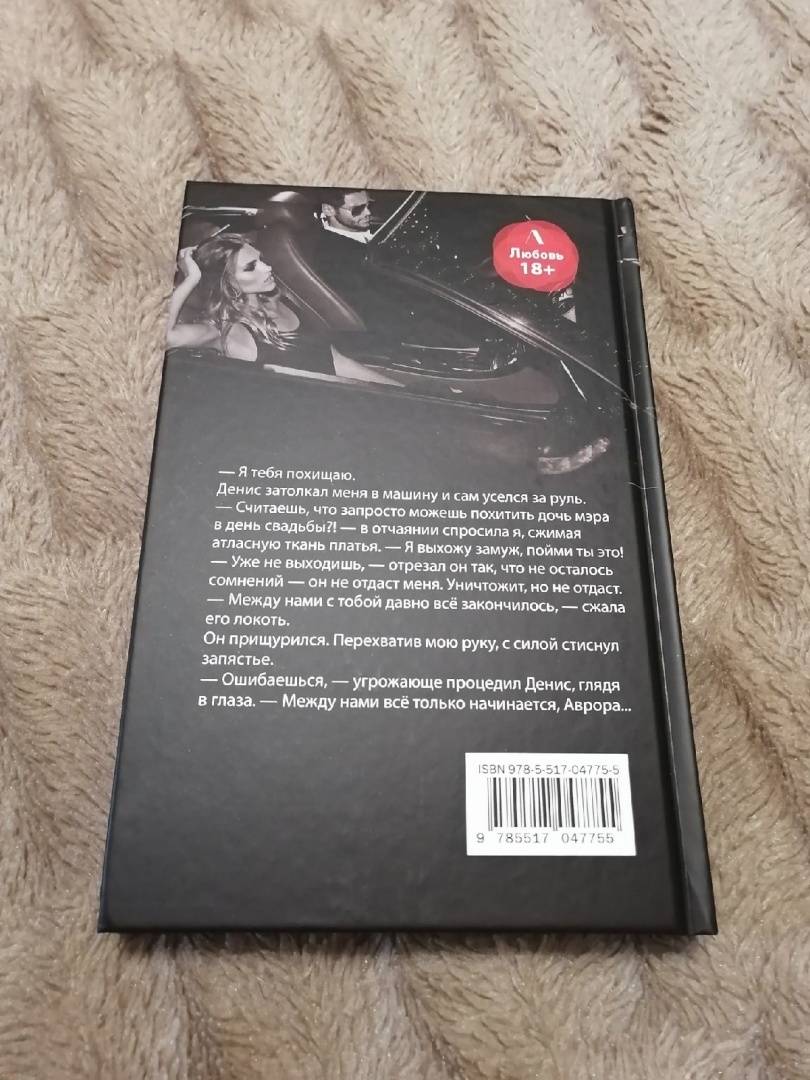 Λ
Любовь
18+
— Я тебя похищаю.
Денис затолкал меня в машину и сам уселся за руль.
— Считаешь, что запросто можешь похитить дочь мэра
в день свадьбы?! — в отчаянии спросила я, сжимая
атласную ткань платья. — Я выхожу замуж, пойми ты это!
— Уже не выходишь, — отрезал он так, что не осталось
сомнений — он не отдаст меня. Уничтожит, но не отдаст.
— Между нами с тобой давно всё закончилось, — сжала
его локоть.
Он прищурился. Перехватив мою руку, с силой стиснул
запястье.
— Ошибаешься, — угрожающе процедил Денис, глядя
в глаза. — Между нами всё только начинается, Аврора...
ISBN 978-5-517-04775-5
9 785517 047755